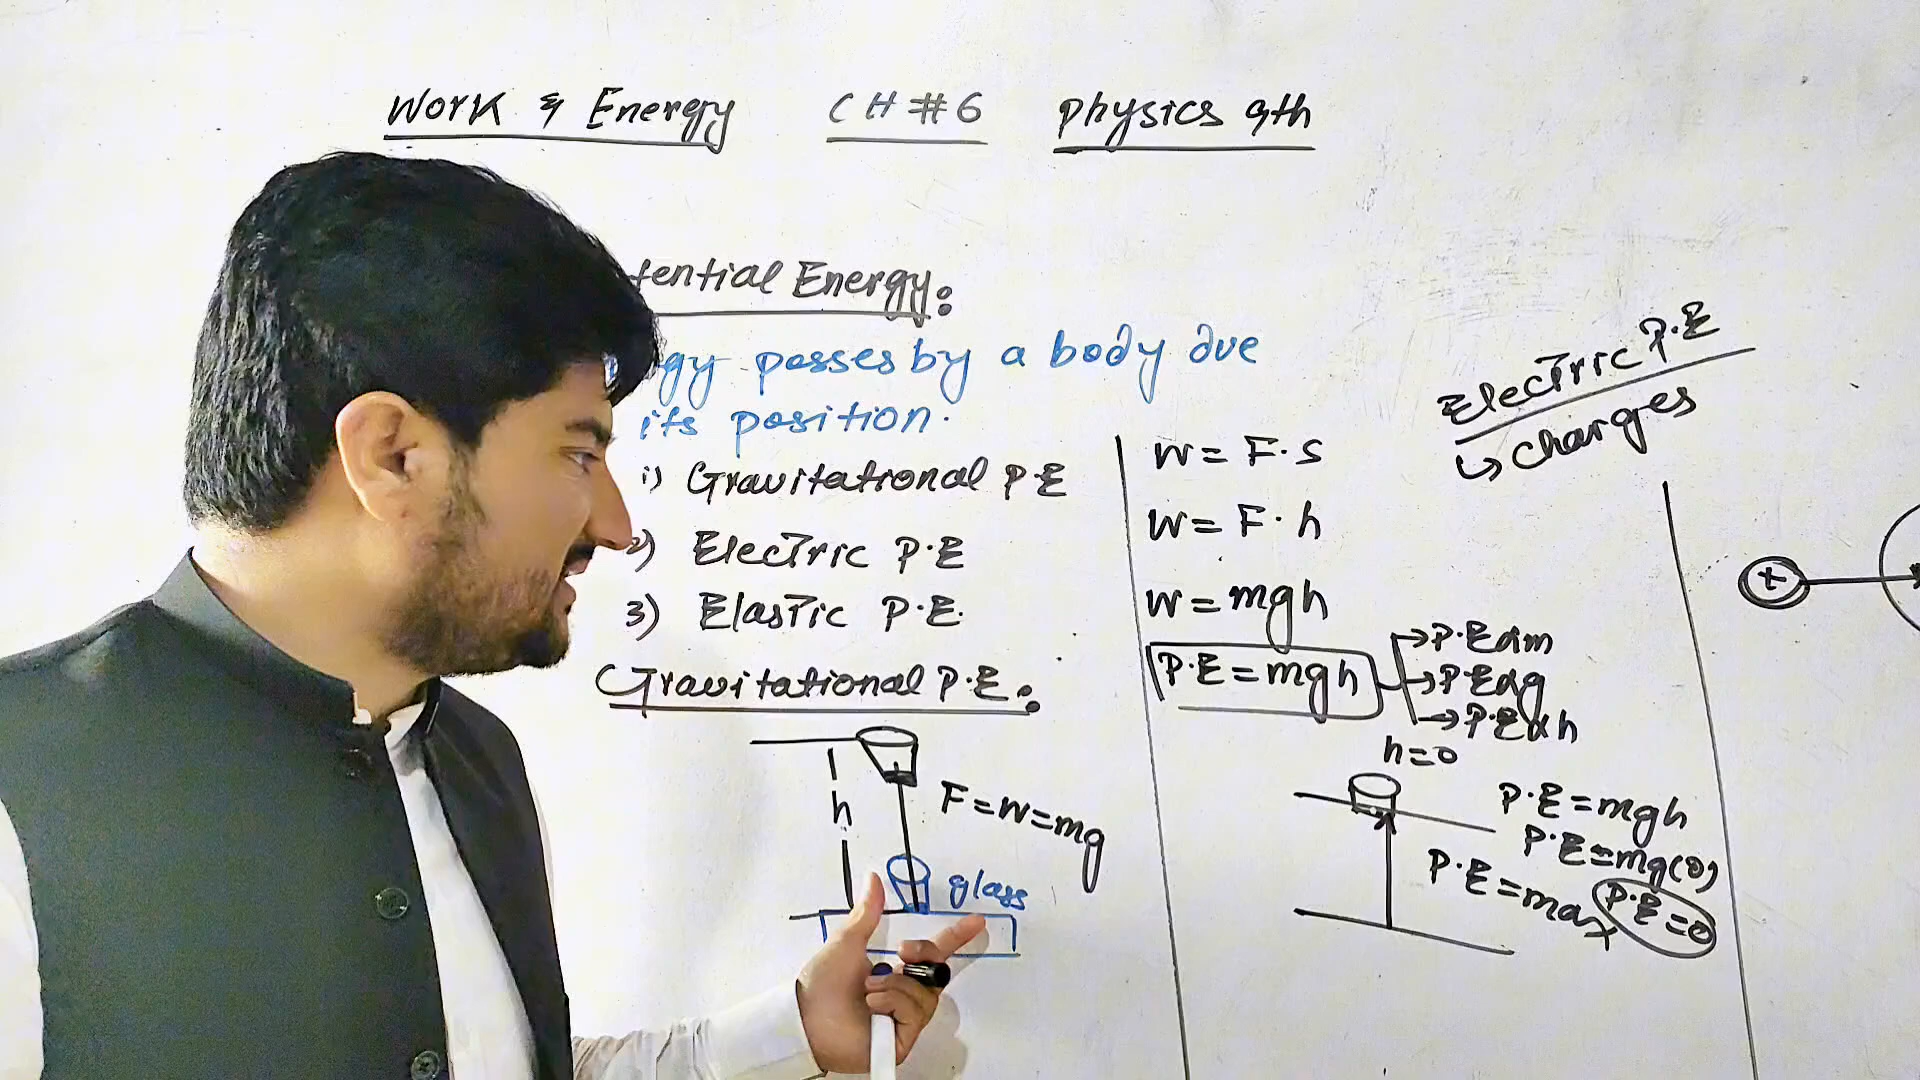 Work & Energy CH # 6 Physics 9th
tential Energy:
gy posses by a body due
its position.
1) Gravitational P.E
2) Electric P.E
3) Elastic P.E.
Gravitational P.E:
h
F=W=mg
glass
W = F.S
W = F.h
W = mgh
P.E = mgh
→P.E α m
→P.E α g
→P.E α h
h=0
P.E = mgh
P.E = mg(0)
P.E = max
P.E = 0
Electric P.E
↳ charges
+